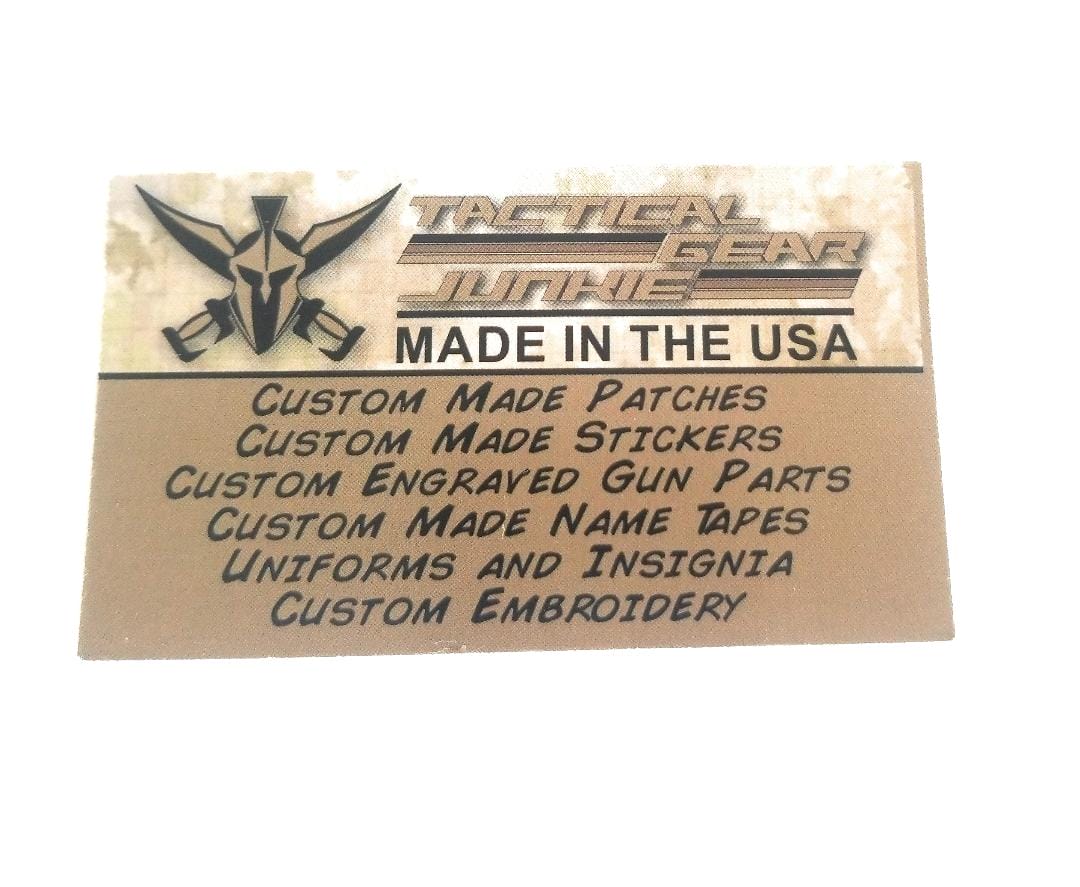 TACTICAL
GEAR
JUNKIE
MADE IN THE USA
CUSTOM MADE PATCHES
CUSTOM MADE STICKERS
CUSTOM ENGRAVED GUN PARTS
CUSTOM MADE NAME TAPES
UNIFORMS AND INSIGNIA
CUSTOM EMBROIDERY